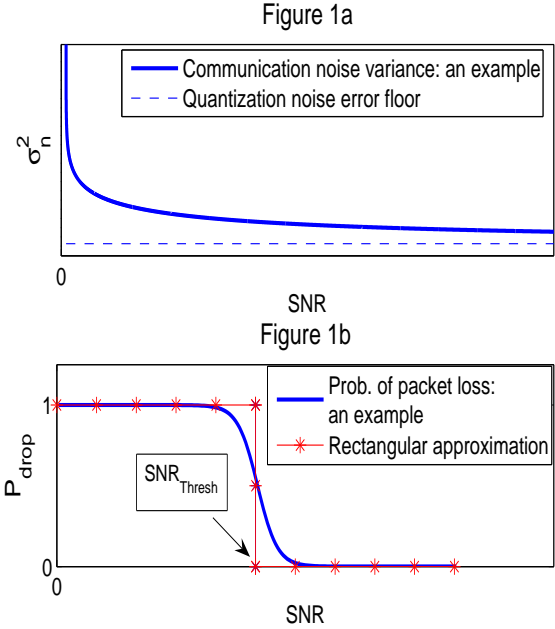 Figure 1a
Communication noise variance: an example
Quantization noise error floor
σn2
0
SNR
Figure 1b
Prob. of packet loss:
an example
Rectangular approximation
1
Pdrop
SNRThresh
0
0
SNR